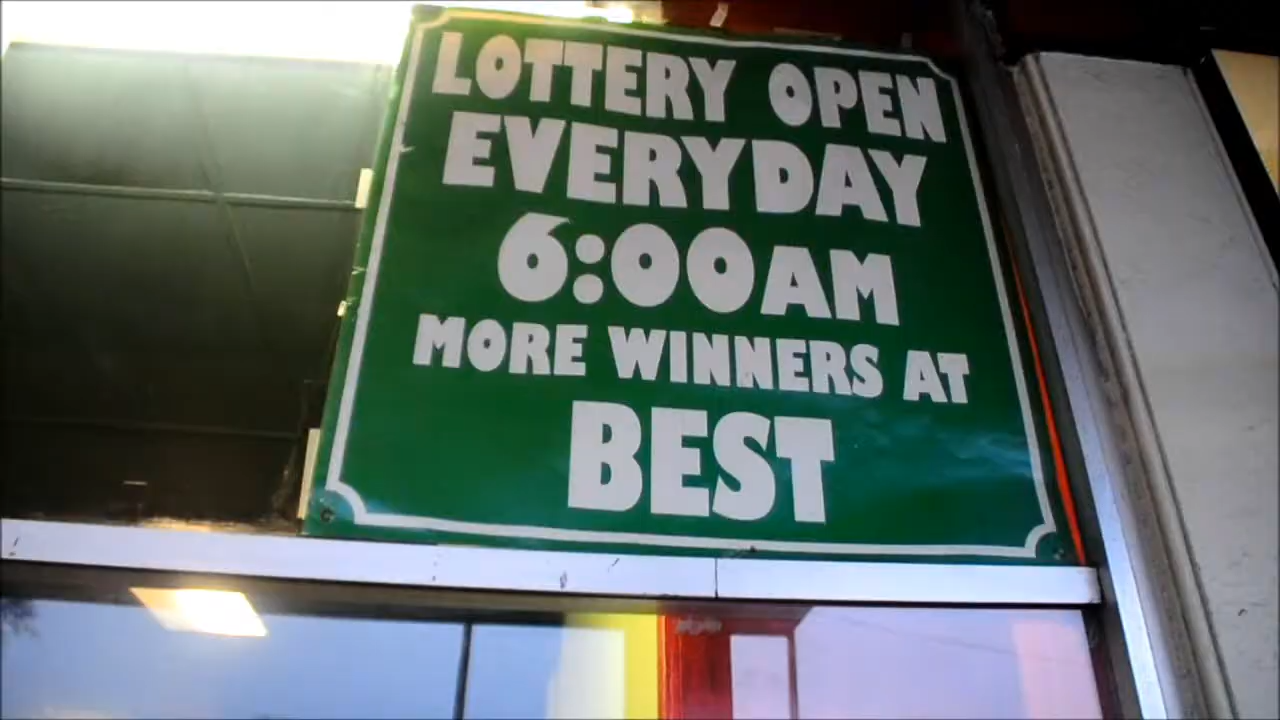 LOTTERY OPEN
EVERYDAY
6:00AM
MORE WINNERS AT
BEST